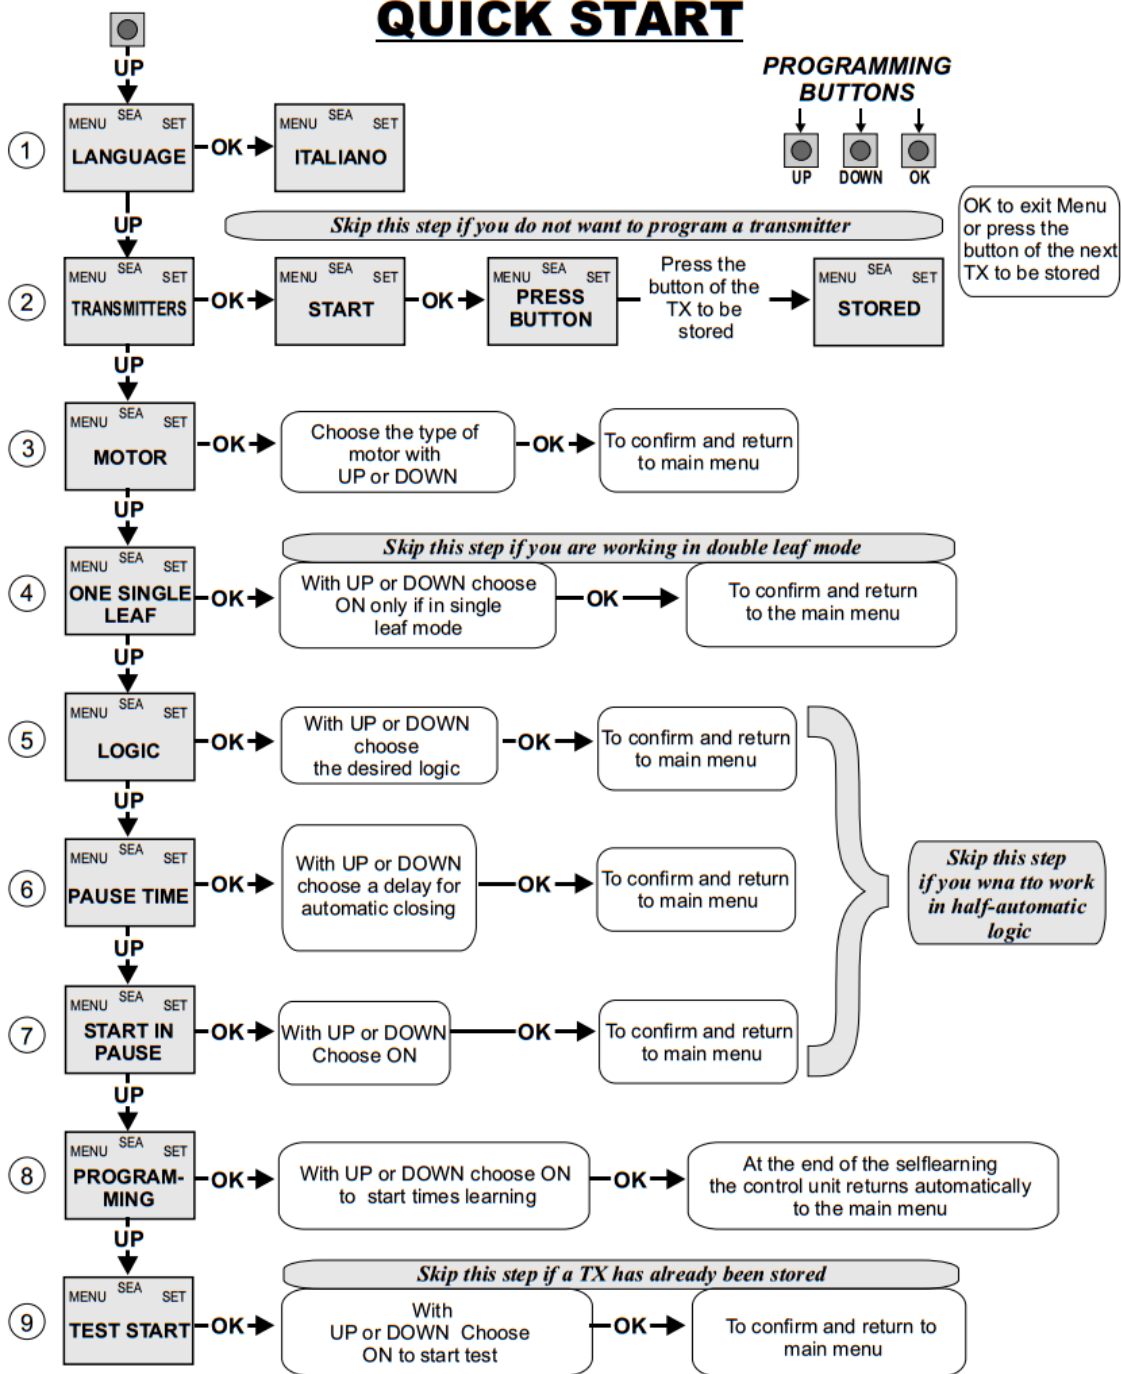 QUICK START
UP
PROGRAMMING
BUTTONS
UP DOWN OK
1
MENU SEA SET
LANGUAGE
OK
MENU SEA SET
ITALIANO
UP
Skip this step if you do not want to program a transmitter
OK to exit Menu
or press the
button of the next
TX to be stored
2
MENU SEA SET
TRANSMITTERS
OK
MENU SEA SET
START
OK
MENU SEA SET
PRESS
BUTTON
Press the
button of the
TX to be
stored
MENU SEA SET
STORED
UP
3
MENU SEA SET
MOTOR
OK
Choose the type of
motor with
UP or DOWN
OK
To confirm and return
to main menu
UP
Skip this step if you are working in double leaf mode
4
MENU SEA SET
ONE SINGLE
LEAF
OK
With UP or DOWN choose
ON only if in single
leaf mode
OK
To confirm and return
to the main menu
UP
5
MENU SEA SET
LOGIC
OK
With UP or DOWN
choose
the desired logic
OK
To confirm and return
to main menu
UP
6
MENU SEA SET
PAUSE TIME
OK
With UP or DOWN
choose a delay for
automatic closing
OK
To confirm and return
to main menu
Skip this step
if you wna tto work
in half-automatic
logic
UP
7
MENU SEA SET
START IN
PAUSE
OK
With UP or DOWN
Choose ON
OK
To confirm and return
to main menu
UP
8
MENU SEA SET
PROGRAM-
MING
OK
With UP or DOWN choose ON
to start times learning
OK
At the end of the selflearning
the control unit returns automatically
to the main menu
UP
Skip this step if a TX has already been stored
9
MENU SEA SET
TEST START
OK
With
UP or DOWN Choose
ON to start test
OK
To confirm and return to
main menu